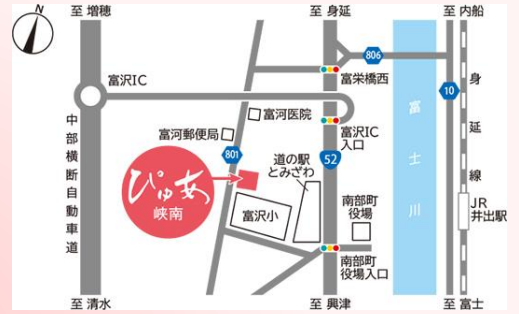 N
至 増穂
至 身延
至 内船
806
富沢IC
富栄橋西
10
身延線
富河医院
富士川
富河郵便局
富沢IC
入口
801
52
中部横断自動車道
道の駅
とみざわ
ぴゅあ
峡南
南部町
役場
JR
井出駅
富沢小
南部町
役場入口
至 清水
至 興津
至 富士